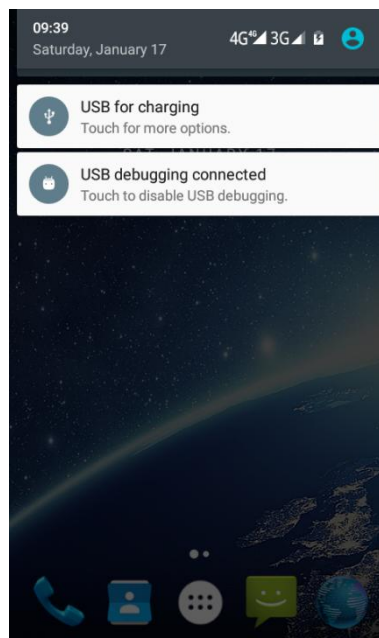 09:39
Saturday, January 17
4G 4G 3G
USB for charging
Touch for more options.
USB debugging connected
Touch to disable USB debugging.